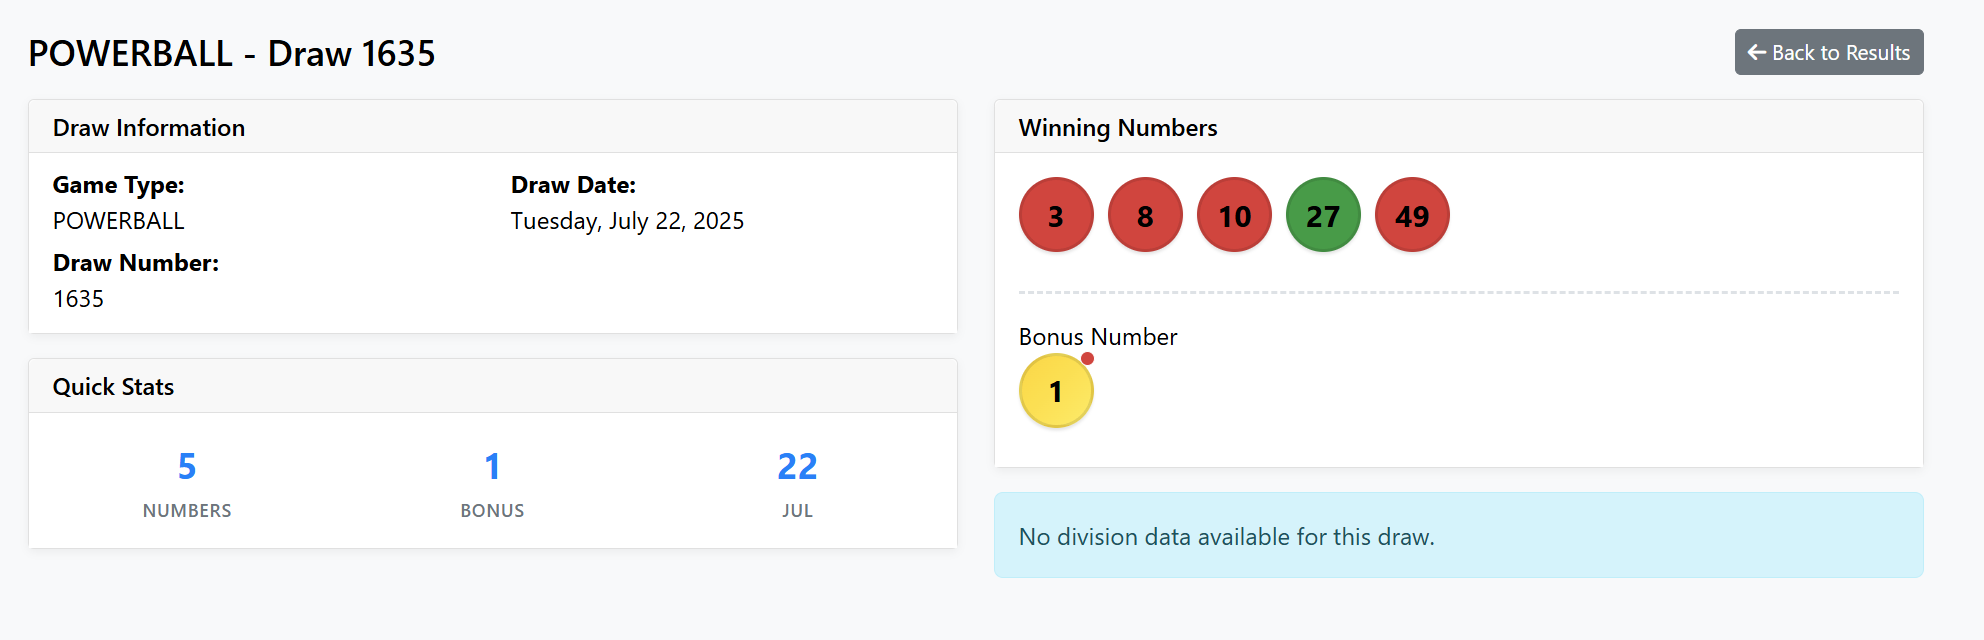 POWERBALL - Draw 1635
Back to Results
Draw Information
Game Type:
POWERBALL
Draw Date:
Tuesday, July 22, 2025
Draw Number:
1635
Quick Stats
5
NUMBERS
1
BONUS
22
JUL
Winning Numbers
3 8 10 27 49
Bonus Number
1
No division data available for this draw.